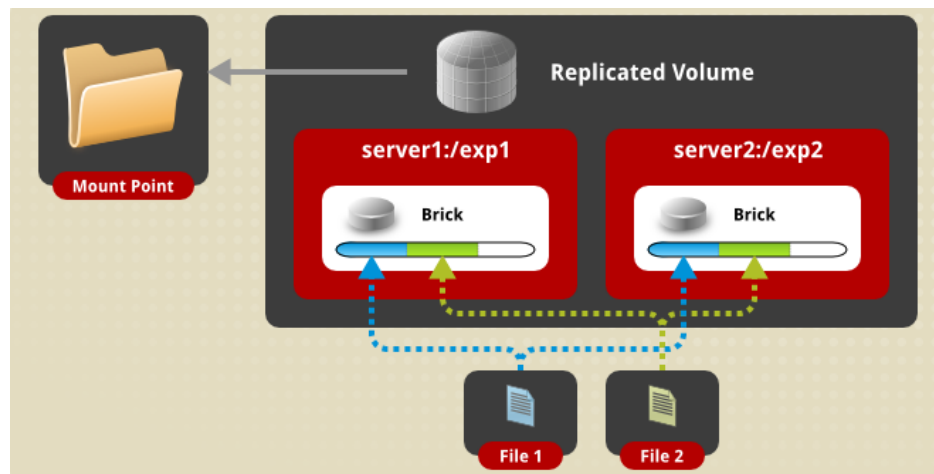 Replicated Volume
Mount Point
server1:/exp1
server2:/exp2
Brick
Brick
File 1
File 2